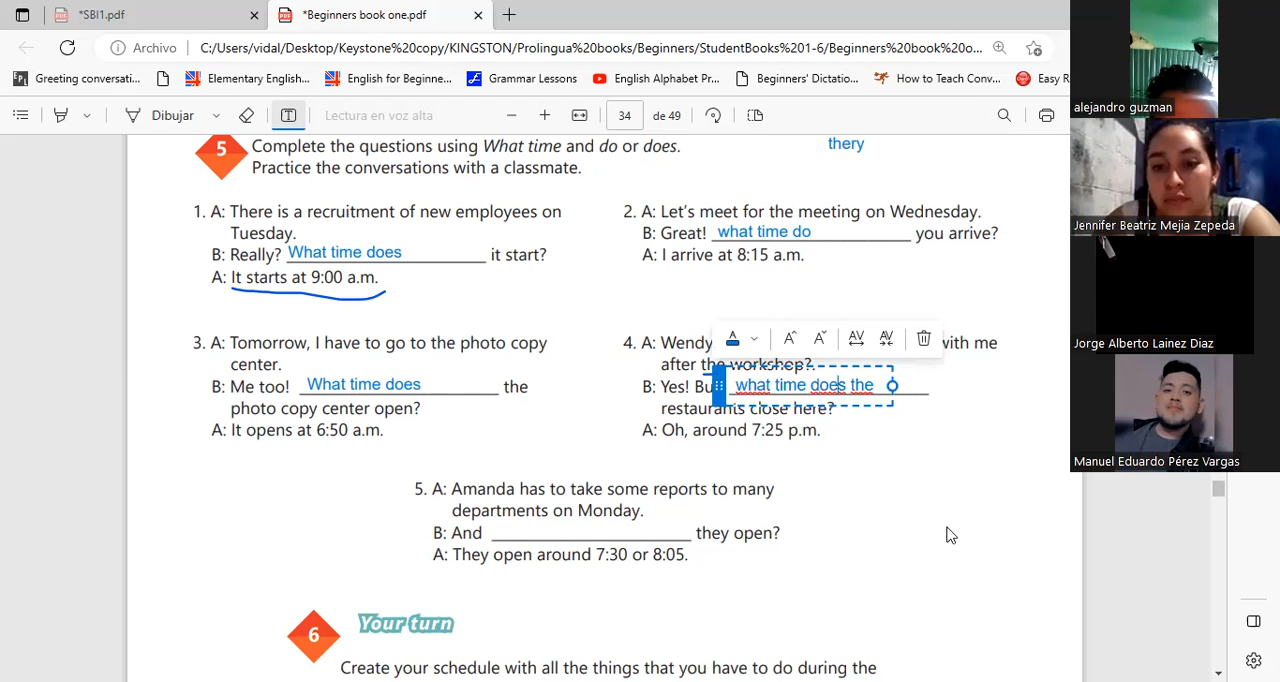 *SBI1.pdf
*Beginners book one.pdf
Archivo
C:/Users/vidal/Desktop/Keystone%20copy/KINGSTON/Prolingua%20books/Beginners/StudentBooks%201-6/Beginners%20book%20o...
Greeting conversati...
Elementary English...
English for Beginne...
Grammar Lessons
English Alphabet Pr...
Beginners' Dictatio...
How to Teach Conv...
Easy R
Dibujar
Lectura en voz alta
34
de 49
5
Complete the questions using What time and do or does.
Practice the conversations with a classmate.
thery
1. A: There is a recruitment of new employees on
Tuesday.
B: Really? What time does it start?
A: It starts at 9:00 a.m.
2. A: Let's meet for the meeting on Wednesday.
B: Great! what time do you arrive?
A: I arrive at 8:15 a.m.
3. A: Tomorrow, I have to go to the photo copy
center.
B: Me too! What time does the
photo copy center open?
A: It opens at 6:50 a.m.
4. A: Wendy with me
after the workshop?
B: Yes! Bu what time does the
restaurants close here?
A: Oh, around 7:25 p.m.
5. A: Amanda has to take some reports to many
departments on Monday.
B: And they open?
A: They open around 7:30 or 8:05.
6
Your turn
Create your schedule with all the things that you have to do during the
alejandro guzman
Jennifer Beatriz Mejia Zepeda
Jorge Alberto Lainez Diaz
Manuel Eduardo Pérez Vargas